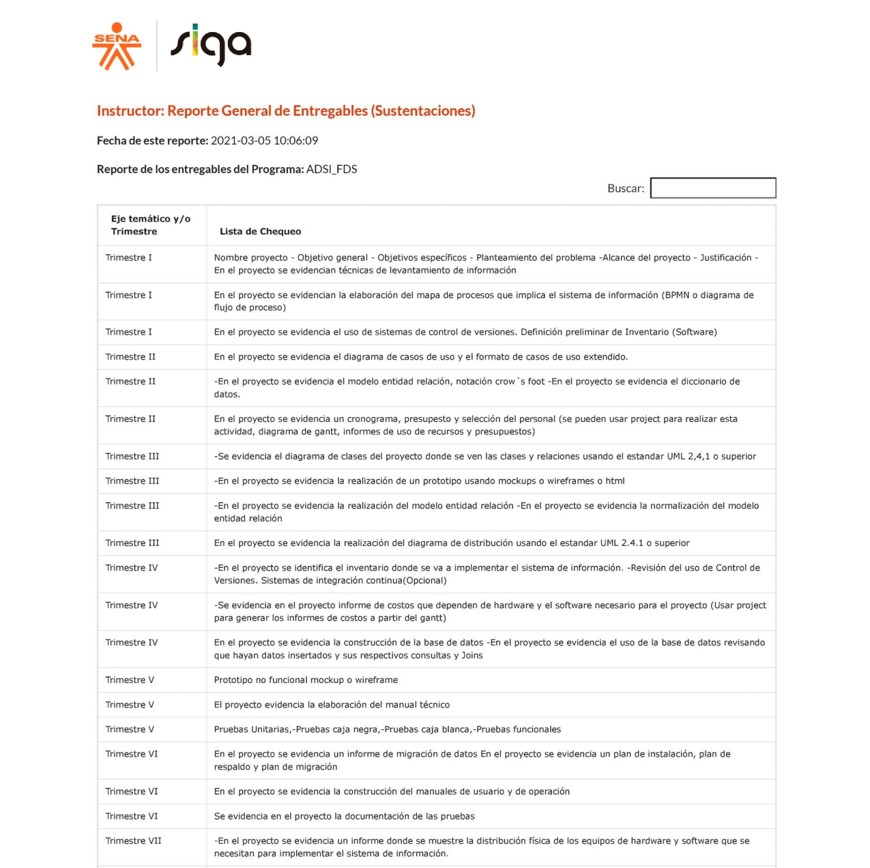 SENA
siga
Instructor: Reporte General de Entregables (Sustentaciones)
Fecha de este reporte: 2021-03-05 10:06:09
Reporte de los entregables del Programa: ADSI_FDS
Buscar:
Eje temático y/o
Trimestre
Lista de Chequeo
Trimestre I
Nombre proyecto - Objetivo general - Objetivos específicos - Planteamiento del problema -Alcance del proyecto - Justificación -
En el proyecto se evidencian técnicas de levantamiento de información
Trimestre I
En el proyecto se evidencian la elaboración del mapa de procesos que implica el sistema de información (BPMN o diagrama de
flujo de proceso)
Trimestre I
En el proyecto se evidencia el uso de sistemas de control de versiones. Definición preliminar de Inventario (Software)
Trimestre II
En el proyecto se evidencia el diagrama de casos de uso y el formato de casos de uso extendido.
Trimestre II
-En el proyecto se evidencia el modelo entidad relación, notación crow´s foot -En el proyecto se evidencia el diccionario de
datos.
Trimestre II
En el proyecto se evidencia un cronograma, presupesto y selección del personal (se pueden usar project para realizar esta
actividad, diagrama de gantt, informes de uso de recursos y presupuestos)
Trimestre III
-Se evidencia el diagrama de clases del proyecto donde se ven las clases y relaciones usando el estandar UML 2,4,1 o superior
Trimestre III
-En el proyecto se evidencia la realización de un prototipo usando mockups o wireframes o html
Trimestre III
-En el proyecto se evidencia la realización del modelo entidad relación -En el proyecto se evidencia la normalización del modelo
entidad relación
Trimestre III
En el proyecto se evidencia la realización del diagrama de distribución usando el estandar UML 2.4.1 o superior
Trimestre IV
-En el proyecto se identifica el inventario donde se va a implementar el sistema de información. -Revisión del uso de Control de
Versiones. Sistemas de integración continua(Opcional)
Trimestre IV
-Se evidencia en el proyecto informe de costos que dependen de hardware y el software necesario para el proyecto (Usar project
para generar los informes de costos a partir del gantt)
Trimestre IV
En el proyecto se evidencia la construcción de la base de datos -En el proyecto se evidencia el uso de la base de datos revisando
que hayan datos insertados y sus respectivos consultas y Joins
Trimestre V
Prototipo no funcional mockup o wireframe
Trimestre V
El proyecto evidencia la elaboración del manual técnico
Trimestre V
Pruebas Unitarias,-Pruebas caja negra,-Pruebas caja blanca,-Pruebas funcionales
Trimestre VI
En el proyecto se evidencia un informe de migración de datos En el proyecto se evidencia un plan de instalación, plan de
respaldo y plan de migración
Trimestre VI
En el proyecto se evidencia la construcción del manuales de usuario y de operación
Trimestre VI
Se evidencia en el proyecto la documentación de las pruebas
Trimestre VII
-En el proyecto se evidencia un informe donde se muestre la distribución física de los equipos de hardware y software que se
necesitan para implementar el sistema de información.